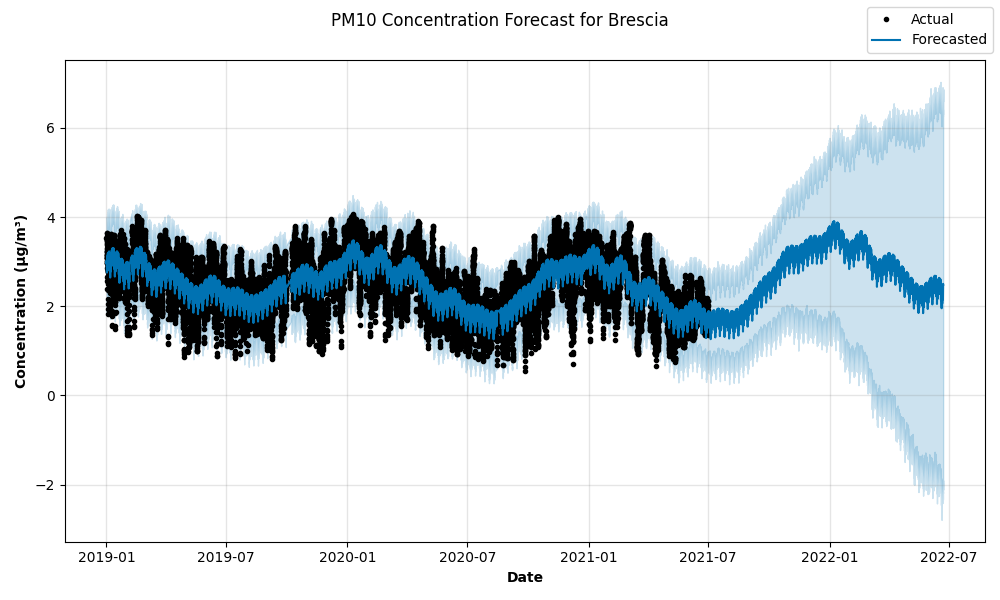 PM10 Concentration Forecast for Brescia
Actual
Forecasted
Concentration (μg/m³)
6
4
2
0
−2
2019-01
2019-07
2020-01
2020-07
2021-01
2021-07
2022-01
2022-07
Date